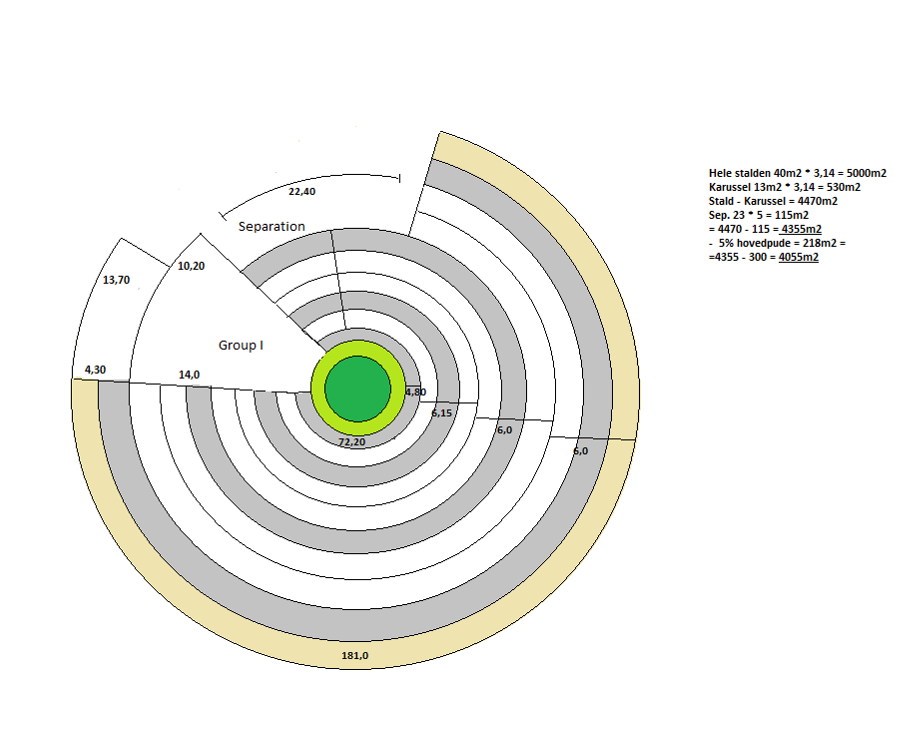 22,40
Separation
10,20
13,70
Group I
4,30
14,0
4,80
6,15
6,0
6,0
72,20
181,0
Hele stalden 40m2 * 3,14 = 5000m2
Karussel 13m2 * 3,14 = 530m2
Stald - Karussel = 4470m2
Sep. 23 * 5 = 115m2
= 4470 - 115 = 4355m2
- 5% hovedpude = 218m2 =
=4355 - 300 = 4055m2